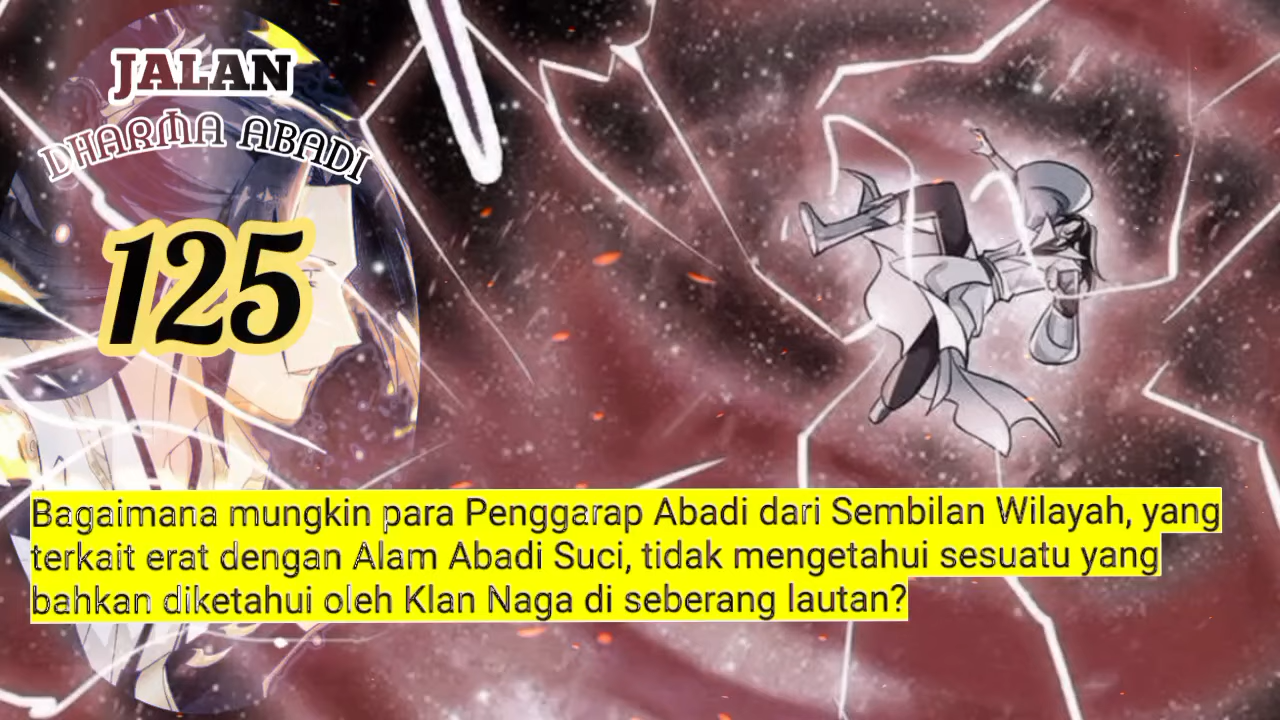 JALAN
DHARMA ABADI
125
Bagaimana mungkin para Penggarap Abadi dari Sembilan Wilayah, yang
terkait erat dengan Alam Abadi Suci, tidak mengetahui sesuatu yang
bahkan diketahui oleh Klan Naga di seberang lautan?